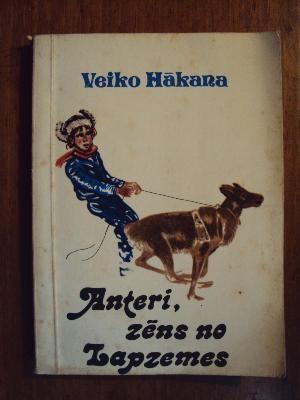 Veiko Hākana
Anteri,
zēns no
Lapzemes